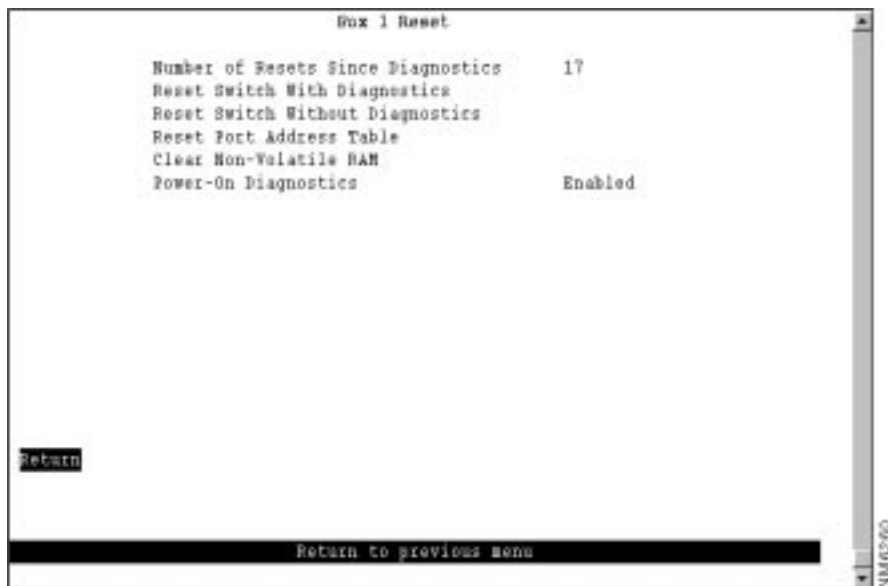 Box 1 Reset
Number of Resets Since Diagnostics 17
Reset Switch With Diagnostics
Reset Switch Without Diagnostics
Reset Port Address Table
Clear Non-Volatile RAM
Power-On Diagnostics Enabled
Return
Return to previous menu